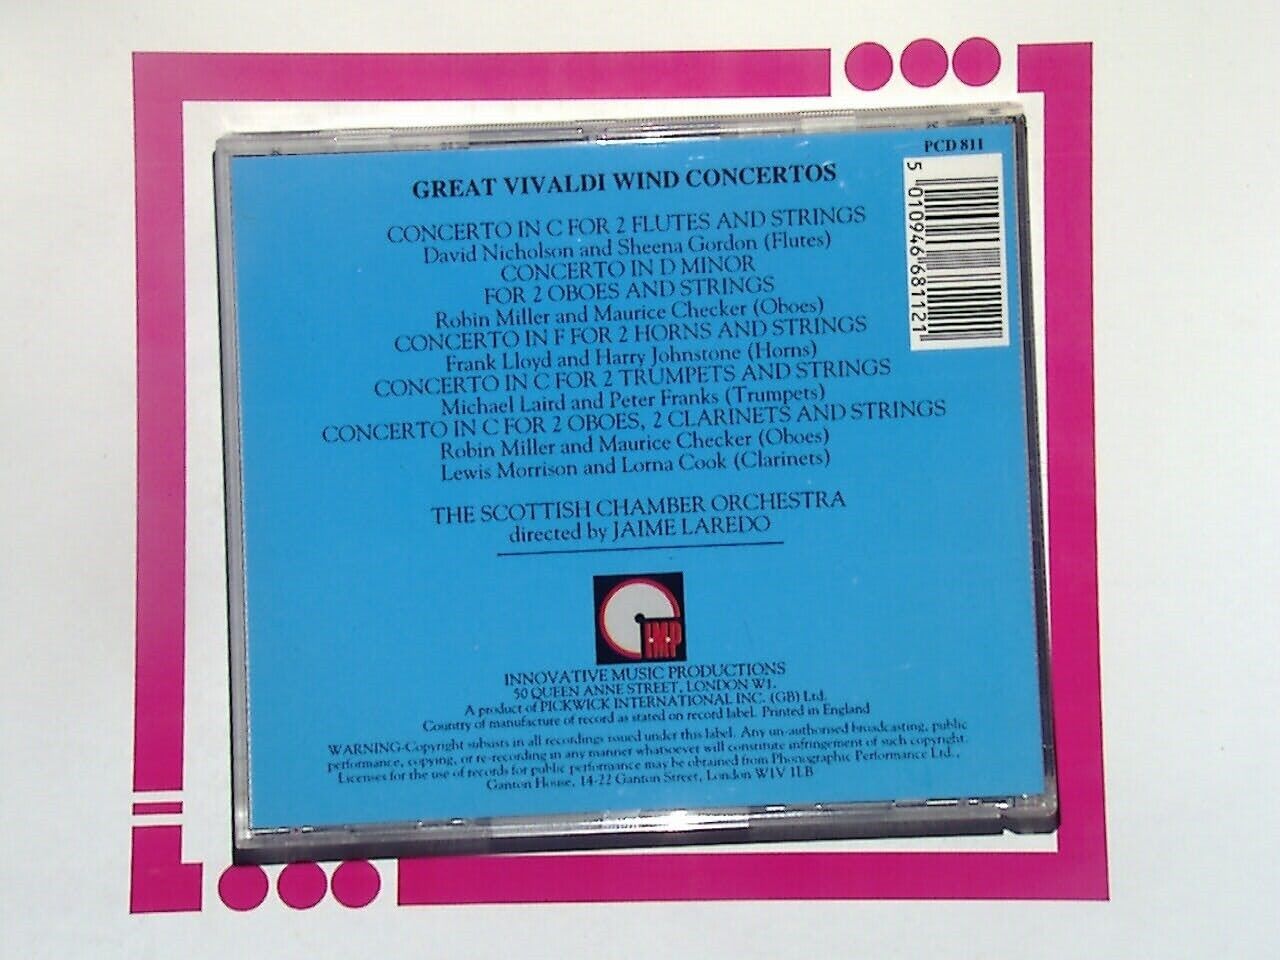 PCD 811
5 010946 681121
GREAT VIVALDI WIND CONCERTOS
CONCERTO IN C FOR 2 FLUTES AND STRINGS
David Nicholson and Sheena Gordon (Flutes)
CONCERTO IN D MINOR
FOR 2 OBOES AND STRINGS
Robin Miller and Maurice Checker (Oboes)
CONCERTO IN F FOR 2 HORNS AND STRINGS
Frank Lloyd and Harry Johnstone (Horns)
CONCERTO IN C FOR 2 TRUMPETS AND STRINGS
Michael Laird and Peter Franks (Trumpets)
CONCERTO IN C FOR 2 OBOES, 2 CLARINETS AND STRINGS
Robin Miller and Maurice Checker (Oboes)
Lewis Morrison and Lorna Cook (Clarinets)
THE SCOTTISH CHAMBER ORCHESTRA
directed by JAIME LAREDO
IMP
INNOVATIVE MUSIC PRODUCTIONS
50 QUEEN ANNE STREET, LONDON W1.
A product of PICKWICK INTERNATIONAL INC. (GB) Ltd.
Country of manufacture of record as stated on record label. Printed in England
WARNING-Copyright subsists in all recordings issued under this label. Any un-authorised broadcasting, public
performance, copying, or re-recording in any manner whatsoever will constitute infringement of such copyright.
Licenses for the use of records for public performance may be obtained from Phonographic Performance Ltd.,
Ganton House, 14-22 Ganton Street, London W1V 1LB